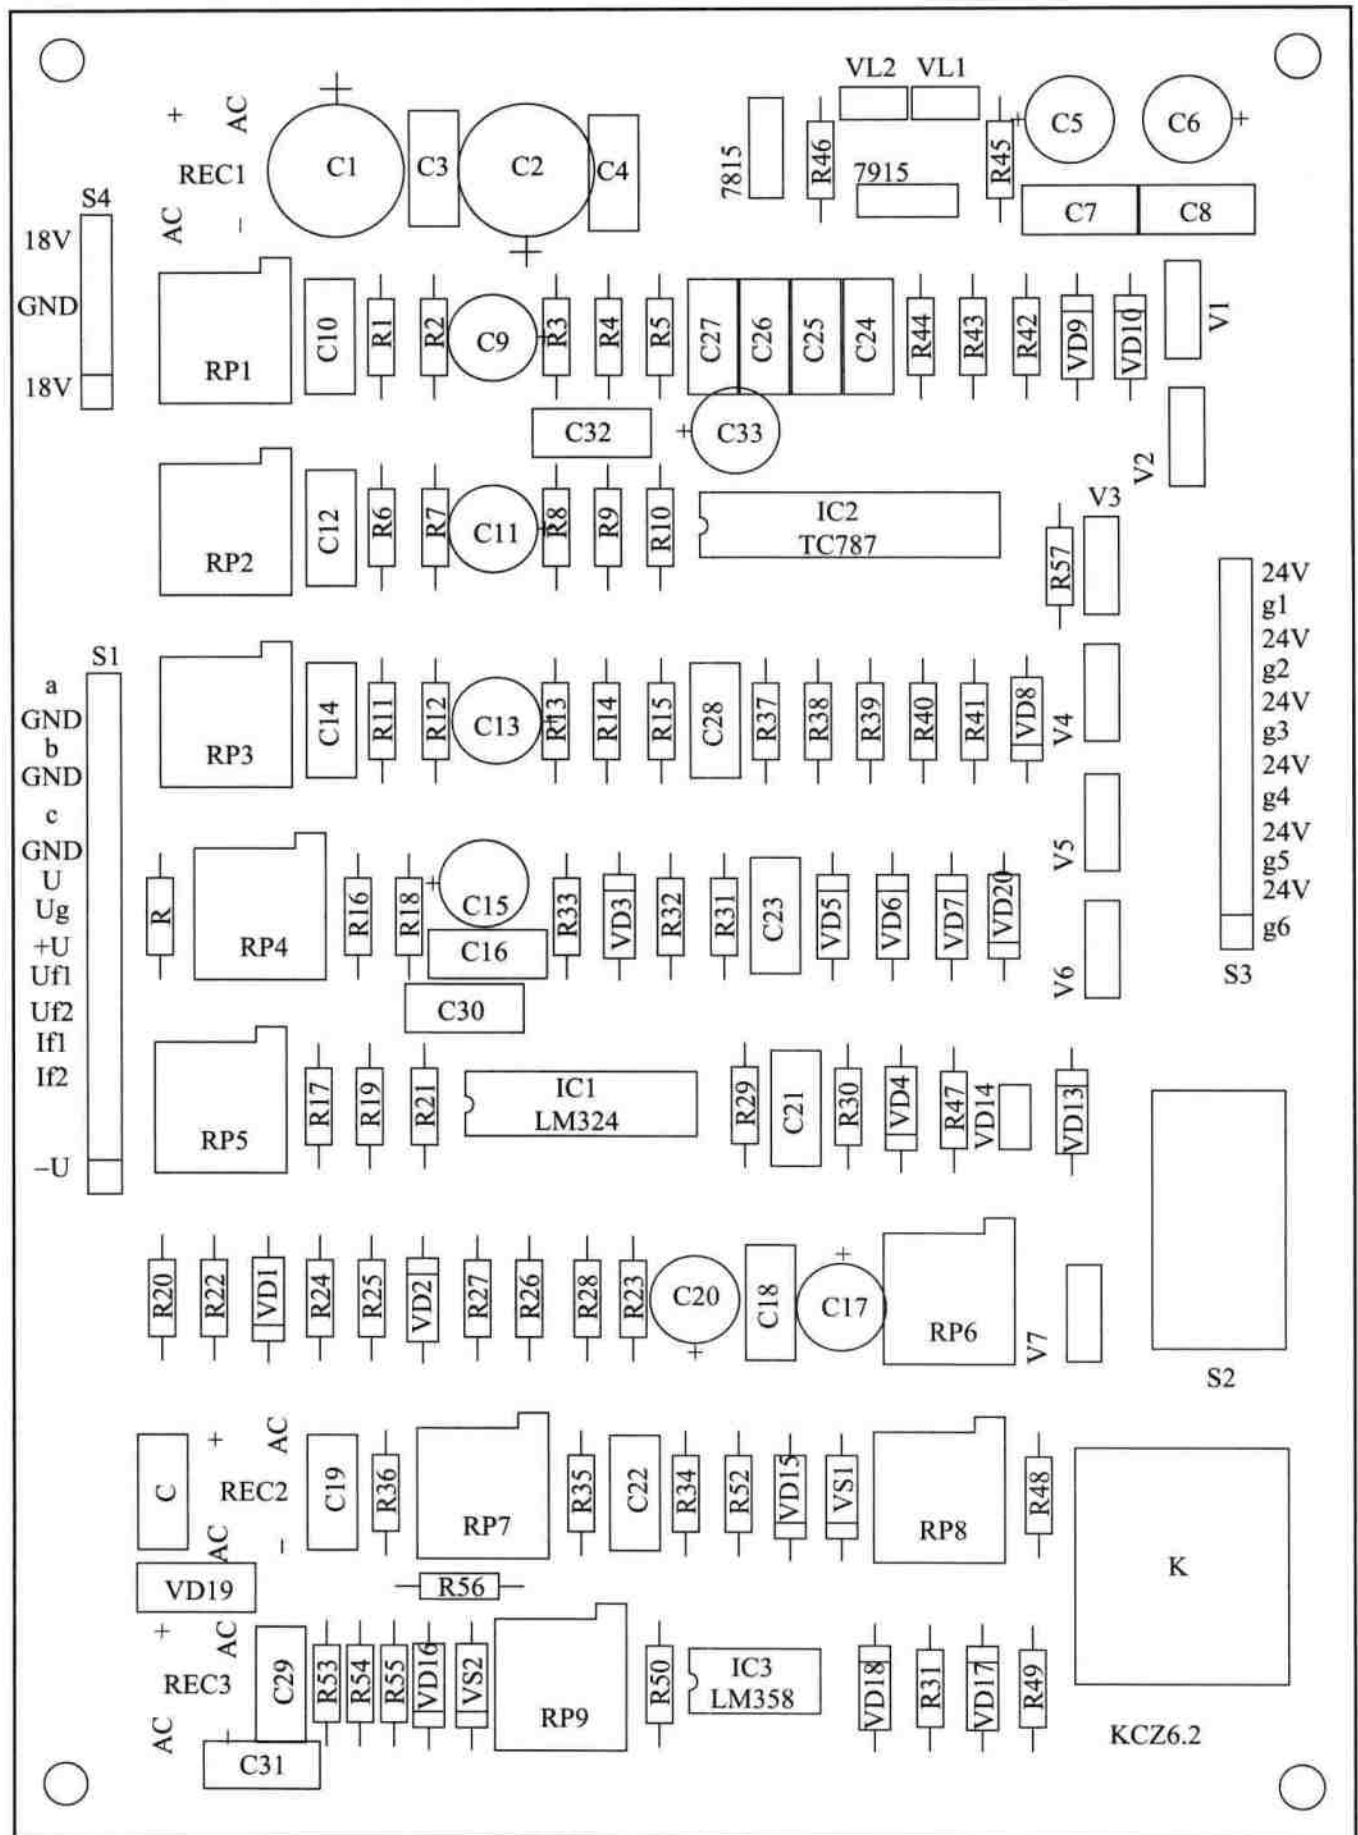 VL2 VL1
+ AC
REC1
AC −
C1 C3 C2 C4
7815 R46 7915 R45
C5 C6
C7 C8
S4
18V
GND
18V
RP1 C10 R1 R2 C9 R3 R4 R5 C27 C26 C25 C24 R44 R43 R42 VD9 VD10 V1
C32 C33
V2
RP2 C12 R6 R7 C11 R8 R9 R10
IC2
TC787
R57 V3
24V
g1
24V
g2
24V
g3
24V
g4
24V
g5
24V
g6
S3
S1
a
GND
b
GND
c
GND
U
Ug
+U
Uf1
Uf2
If1
If2
−U
RP3 C14 R11 R12 C13 R13 R14 R15 C28 R37 R38 R39 R40 R41 VD8 V4
V5
R RP4 R16 R18 C15 R33 VD3 R32 R31 C23 VD5 VD6 VD7 VD20
C16
C30
V6
RP5 R17 R19 R21
IC1
LM324
R29 C21 R30 VD4 R47 VD14 VD13
R20 R22 VD1 R24 R25 VD2 R27 R26 R28 R23 C20 C18 C17 RP6 V7
S2
C
+ AC
REC2
AC −
C19 R36 RP7 R35 C22 R34 R52 VD15 VS1 RP8 R48
K
VD19
R56
+ AC
REC3
AC −
C29 R53 R54 R55 VD16 VS2 RP9 R50
IC3
LM358
VD18 R31 VD17 R49
C31
KCZ6.2